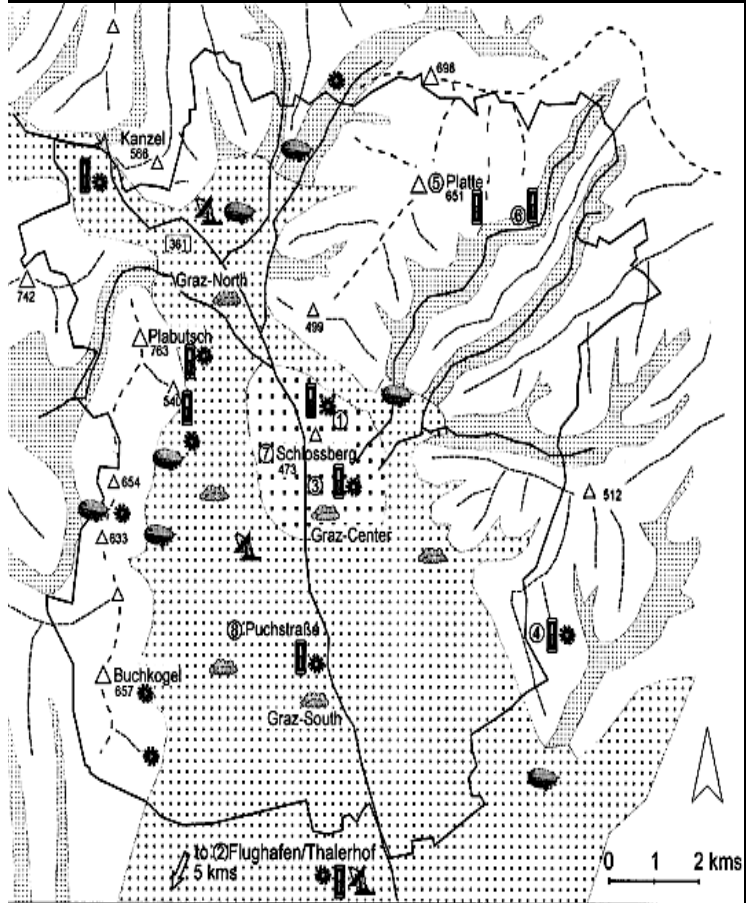 698
Kanzel
566
⑤ Platte
651
⑥
361
742
Graz-North
499
Plabutsch
763
540
①
⑦ Schlossberg
473
③
654
512
Graz-Center
633
⑧ Puchstraße
④
Buchkogel
657
Graz-South
to ② Flughafen/Thalerhof
5 kms
0 1 2 kms